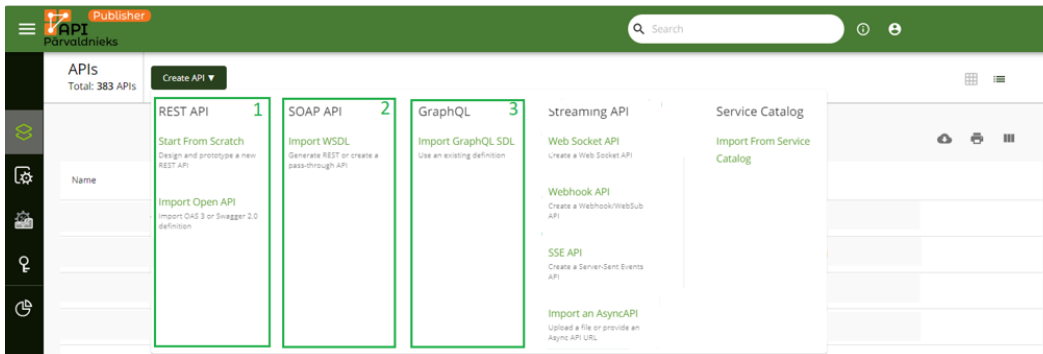 Publisher
API
Pārvaldnieks
Search
APIs
Total: 383 APIs
Create API ▼
REST API
1
Start From Scratch
Design and prototype a new
REST API
Import Open API
Import OAS 3 or Swagger 2.0
definition
SOAP API
2
Import WSDL
Generate REST or create a
pass-through API
GraphQL
3
Import GraphQL SDL
Use an existing definition
Streaming API
Web Socket API
Create a Web Socket API
Webhook API
Create a Webhook/WebSub
API
SSE API
Create a Server-Sent Events
API
Import an AsyncAPI
Upload a file or provide an
Async API URL
Service Catalog
Import From Service
Catalog
Name